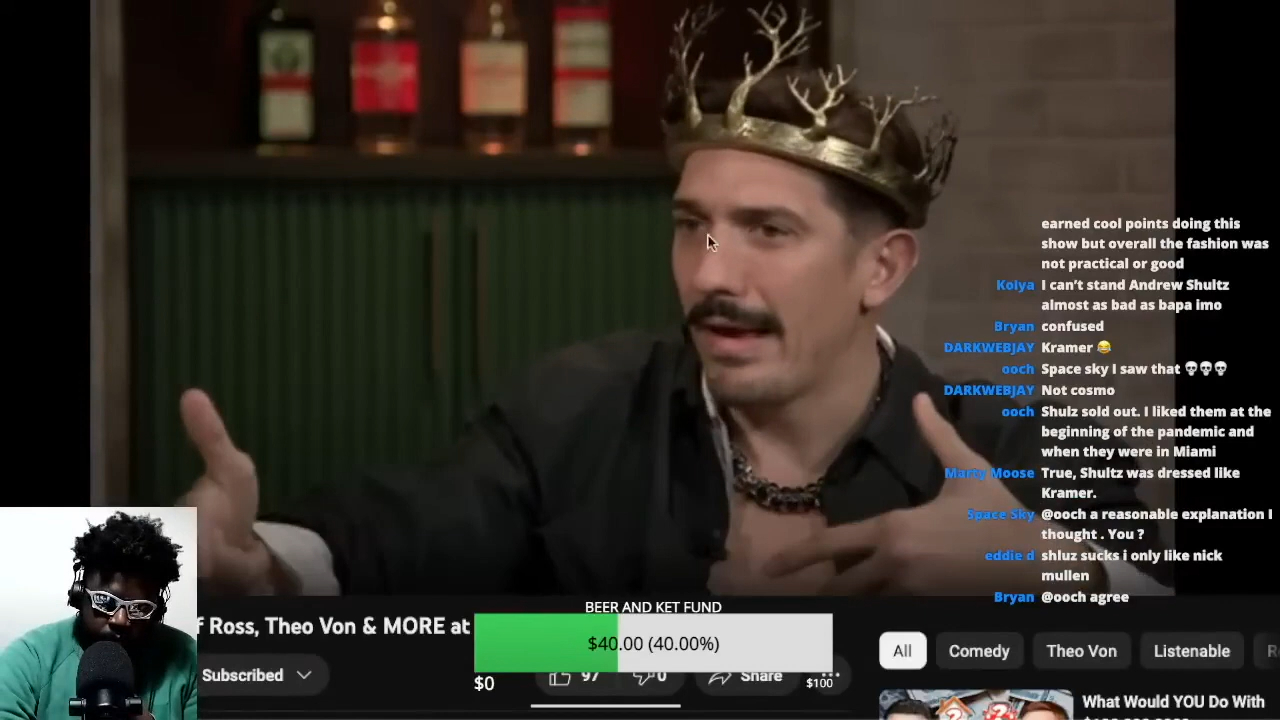 earned cool points doing this
show but overall the fashion was
not practical or good
Koiya I can’t stand Andrew Shultz
almost as bad as bapa imo
Bryan confused
DARKWEBJAY Kramer 😂
ooch Space sky I saw that 💀💀💀
DARKWEBJAY Not cosmo
ooch Shulz sold out. I liked them at the
beginning of the pandemic and
when they were in Miami
Marty Moose True, Shultz was dressed like
Kramer.
Space Sky @ooch a reasonable explanation I
thought . You ?
eddie d shluz sucks i only like nick
mullen
Bryan @ooch agree
BEER AND KET FUND
f Ross, Theo Von & MORE at
$40.00 (40.00%)
$0
$100
Subscribed
97
0
Share
All
Comedy
Theo Von
Listenable
What Would YOU Do With